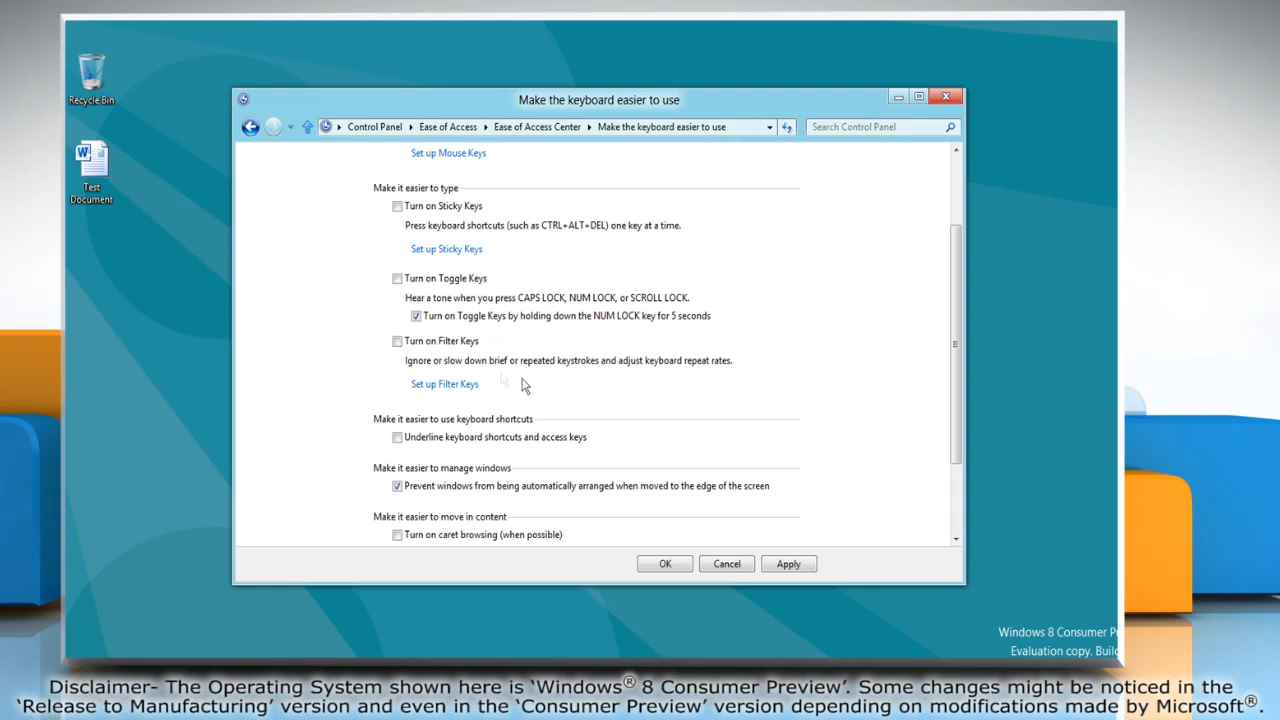 Recycle Bin
Test
Document
Make the keyboard easier to use
Control Panel Ease of Access Ease of Access Center Make the keyboard easier to use
Search Control Panel
Set up Mouse Keys
Make it easier to type
Turn on Sticky Keys
Press keyboard shortcuts (such as CTRL+ALT+DEL) one key at a time.
Set up Sticky Keys
Turn on Toggle Keys
Hear a tone when you press CAPS LOCK, NUM LOCK, or SCROLL LOCK.
Turn on Toggle Keys by holding down the NUM LOCK key for 5 seconds
Turn on Filter Keys
Ignore or slow down brief or repeated keystrokes and adjust keyboard repeat rates.
Set up Filter Keys
Make it easier to use keyboard shortcuts
Underline keyboard shortcuts and access keys
Make it easier to manage windows
Prevent windows from being automatically arranged when moved to the edge of the screen
Make it easier to move in content
Turn on caret browsing (when possible)
OK Cancel Apply
Windows 8 Consumer Pr
Evaluation copy. Build
Disclaimer- The Operating System shown here is ‘Windows® 8 Consumer Preview’. Some changes might be noticed in the
‘Release to Manufacturing’ version and even in the ‘Consumer Preview’ version depending on modifications made by Microsoft®.